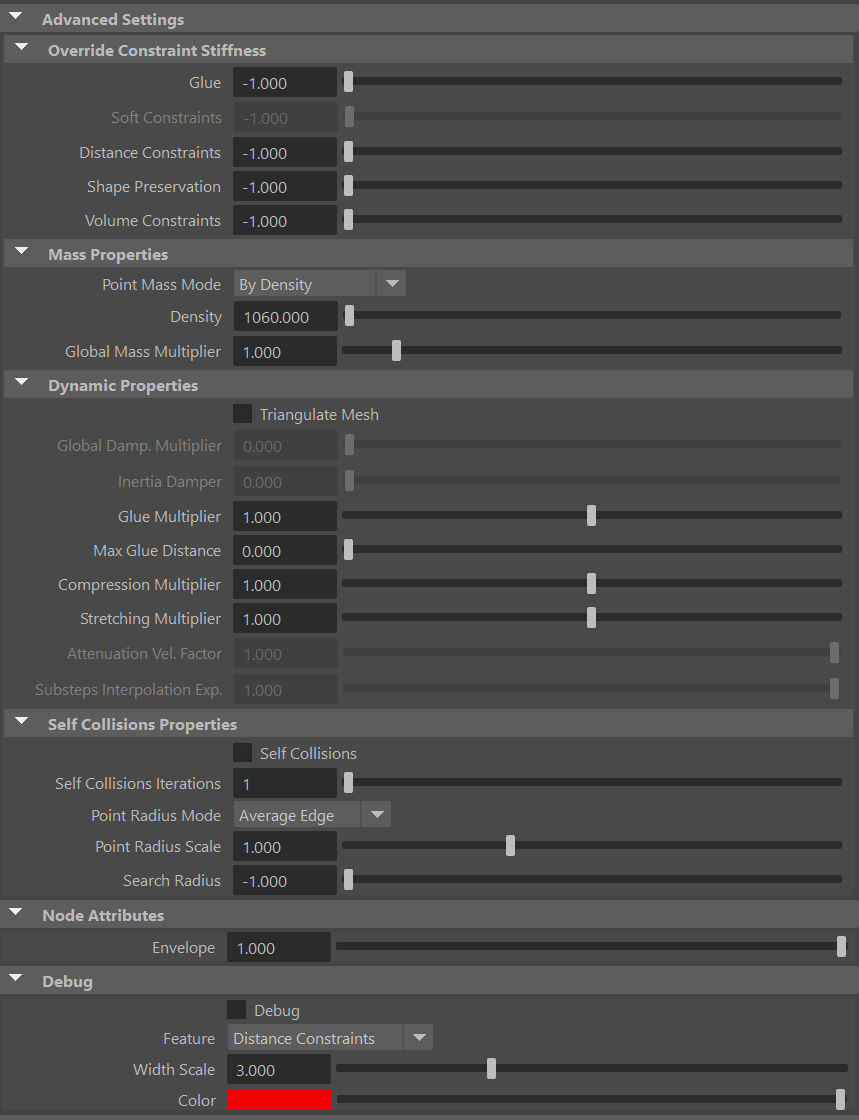 Advanced Settings
Override Constraint Stiffness
Glue -1.000
Soft Constraints -1.000
Distance Constraints -1.000
Shape Preservation -1.000
Volume Constraints -1.000
Mass Properties
Point Mass Mode By Density
Density 1060.000
Global Mass Multiplier 1.000
Dynamic Properties
Triangulate Mesh
Global Damp. Multiplier 0.000
Inertia Damper 0.000
Glue Multiplier 1.000
Max Glue Distance 0.000
Compression Multiplier 1.000
Stretching Multiplier 1.000
Attenuation Vel. Factor 1.000
Substeps Interpolation Exp. 1.000
Self Collisions Properties
Self Collisions
Self Collisions Iterations 1
Point Radius Mode Average Edge
Point Radius Scale 1.000
Search Radius -1.000
Node Attributes
Envelope 1.000
Debug
Debug
Feature Distance Constraints
Width Scale 3.000
Color